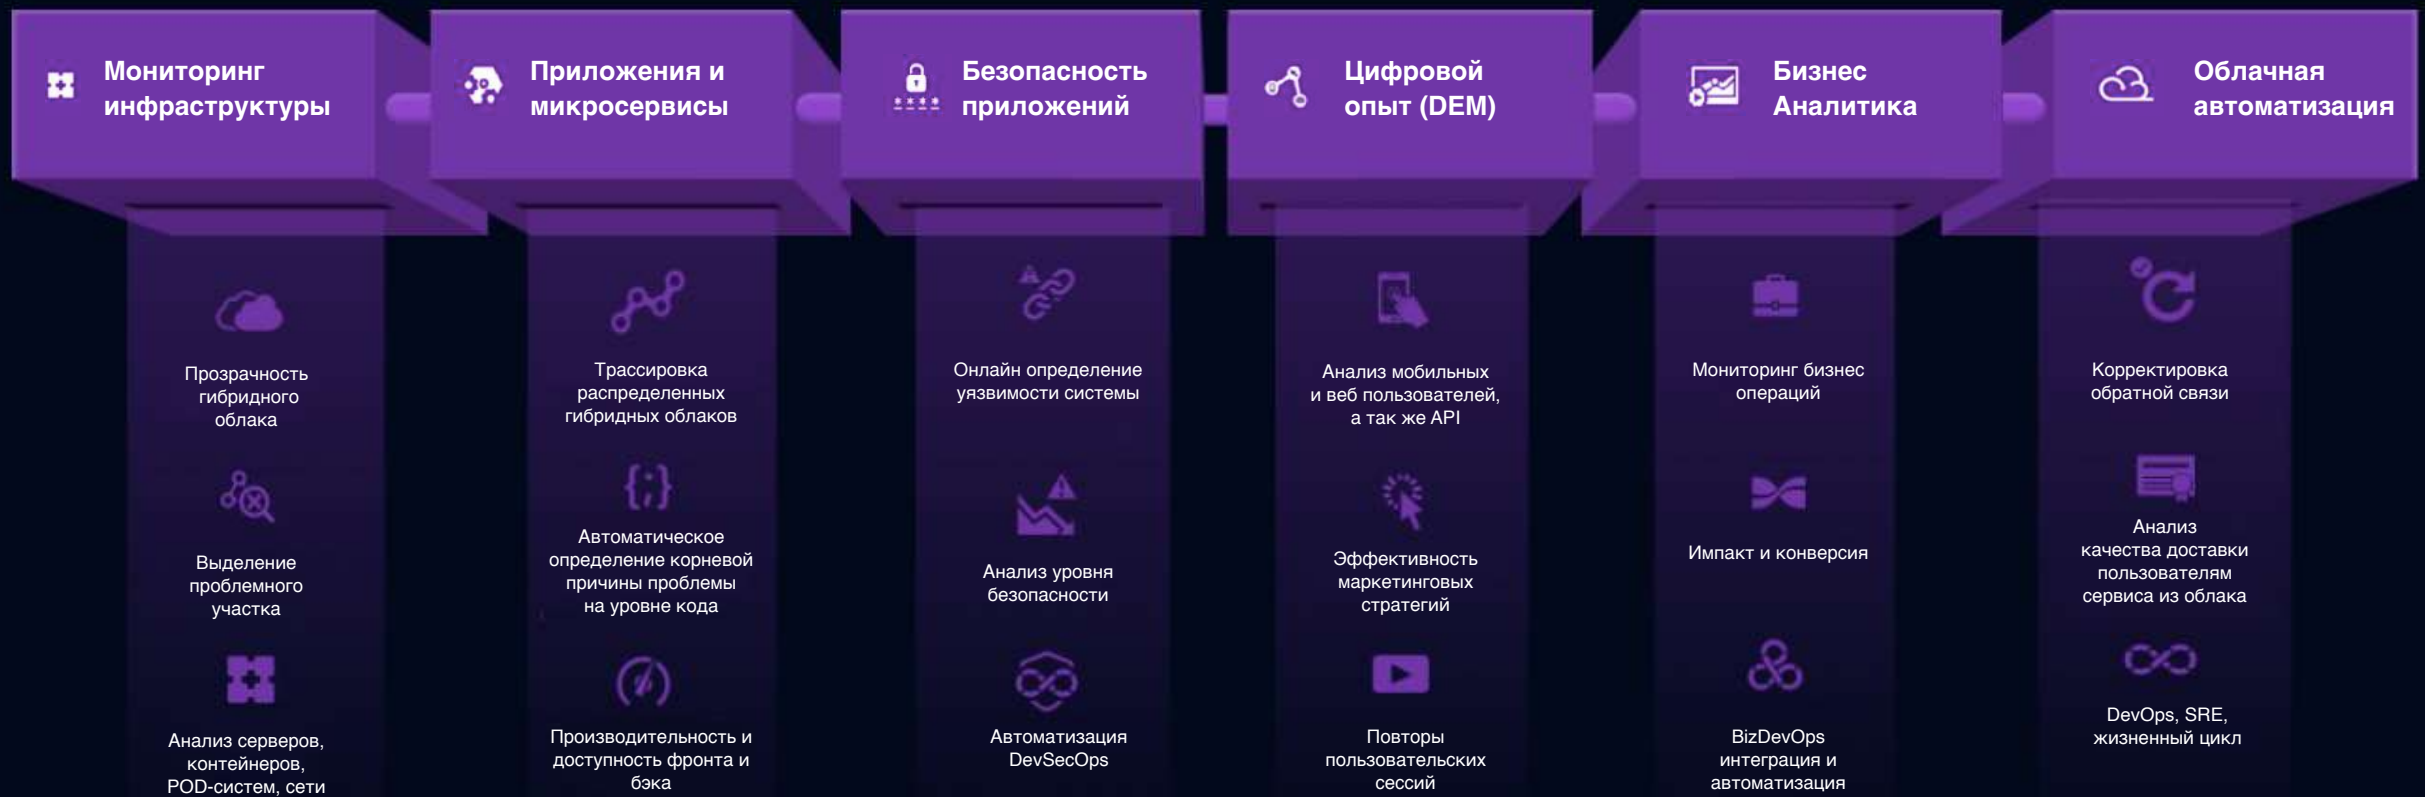 Мониторинг
инфраструктуры
Приложения и
микросервисы
****
Безопасность
приложений
Цифровой
опыт (DEM)
Бизнес
Аналитика
Облачная
автоматизация
Прозрачность
гибридного
облака
Выделение
проблемного
участка
Анализ серверов,
контейнеров,
POD-систем, сети
Трассировка
распределенных
гибридных облаков
{;}
Автоматическое
определение корневой
причины проблемы
на уровне кода
Производительность и
доступность фронта и
бэка
Онлайн определение
уязвимости системы
Анализ уровня
безопасности
Автоматизация
DevSecOps
Анализ мобильных
и веб пользователей,
а так же API
Эффективность
маркетинговых
стратегий
Повторы
пользовательских
сессий
Мониторинг бизнес
операций
Импакт и конверсия
BizDevOps
интеграция и
автоматизация
Корректировка
обратной связи
Анализ
качества доставки
пользователям
сервиса из облака
DevOps, SRE,
жизненный цикл